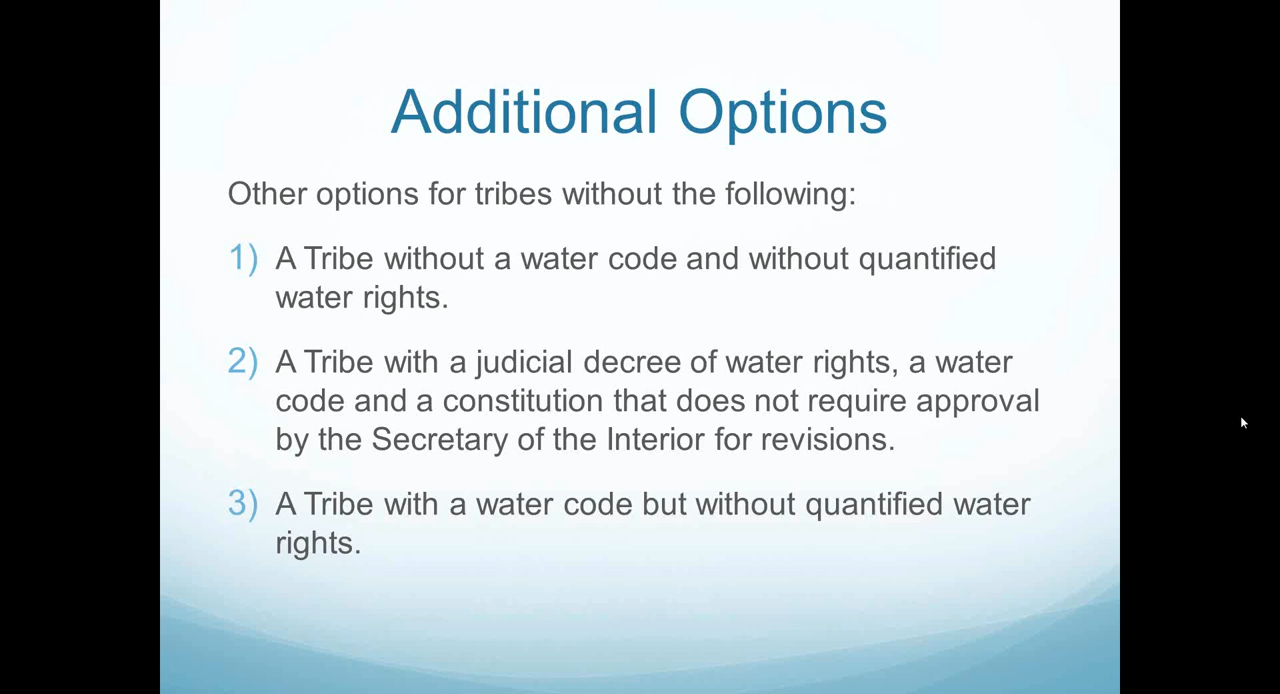 Additional Options
Other options for tribes without the following:
1) A Tribe without a water code and without quantified
water rights.
2) A Tribe with a judicial decree of water rights, a water
code and a constitution that does not require approval
by the Secretary of the Interior for revisions.
3) A Tribe with a water code but without quantified water
rights.